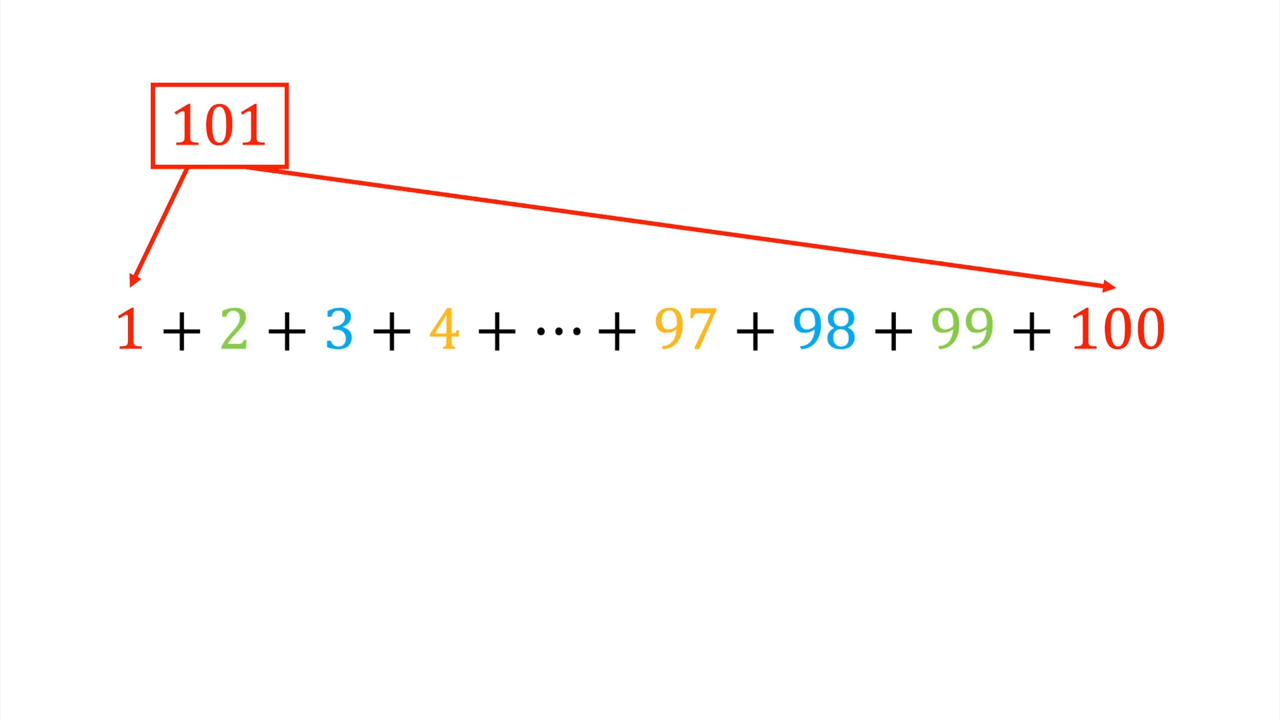 101
1 + 2 + 3 + 4 + ⋯ + 97 + 98 + 99 + 100